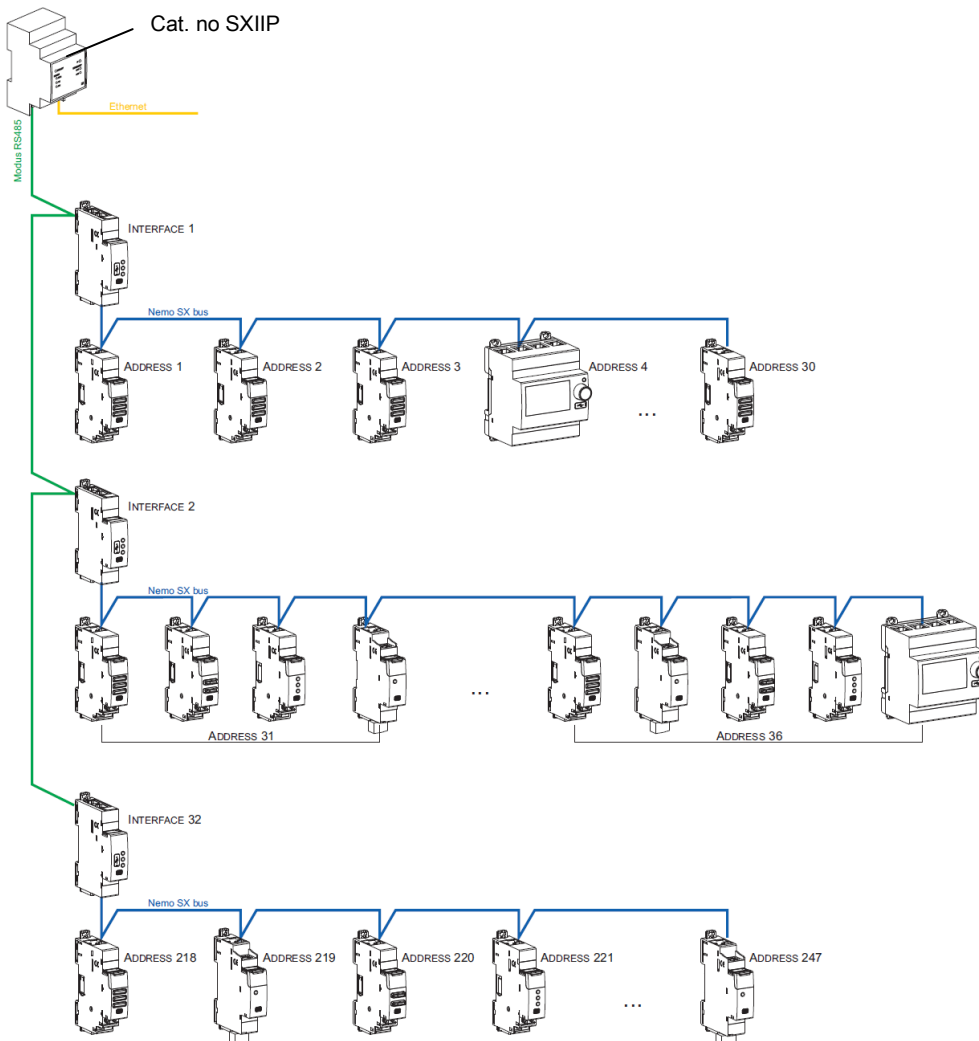 Cat. no SXIIP
Ethernet
Modus RS485
INTERFACE 1
Nemo SX bus
ADDRESS 1
ADDRESS 2
ADDRESS 3
ADDRESS 4
ADDRESS 30
...
INTERFACE 2
Nemo SX bus
...
ADDRESS 31
ADDRESS 36
INTERFACE 32
Nemo SX bus
ADDRESS 218
ADDRESS 219
ADDRESS 220
ADDRESS 221
ADDRESS 247
...